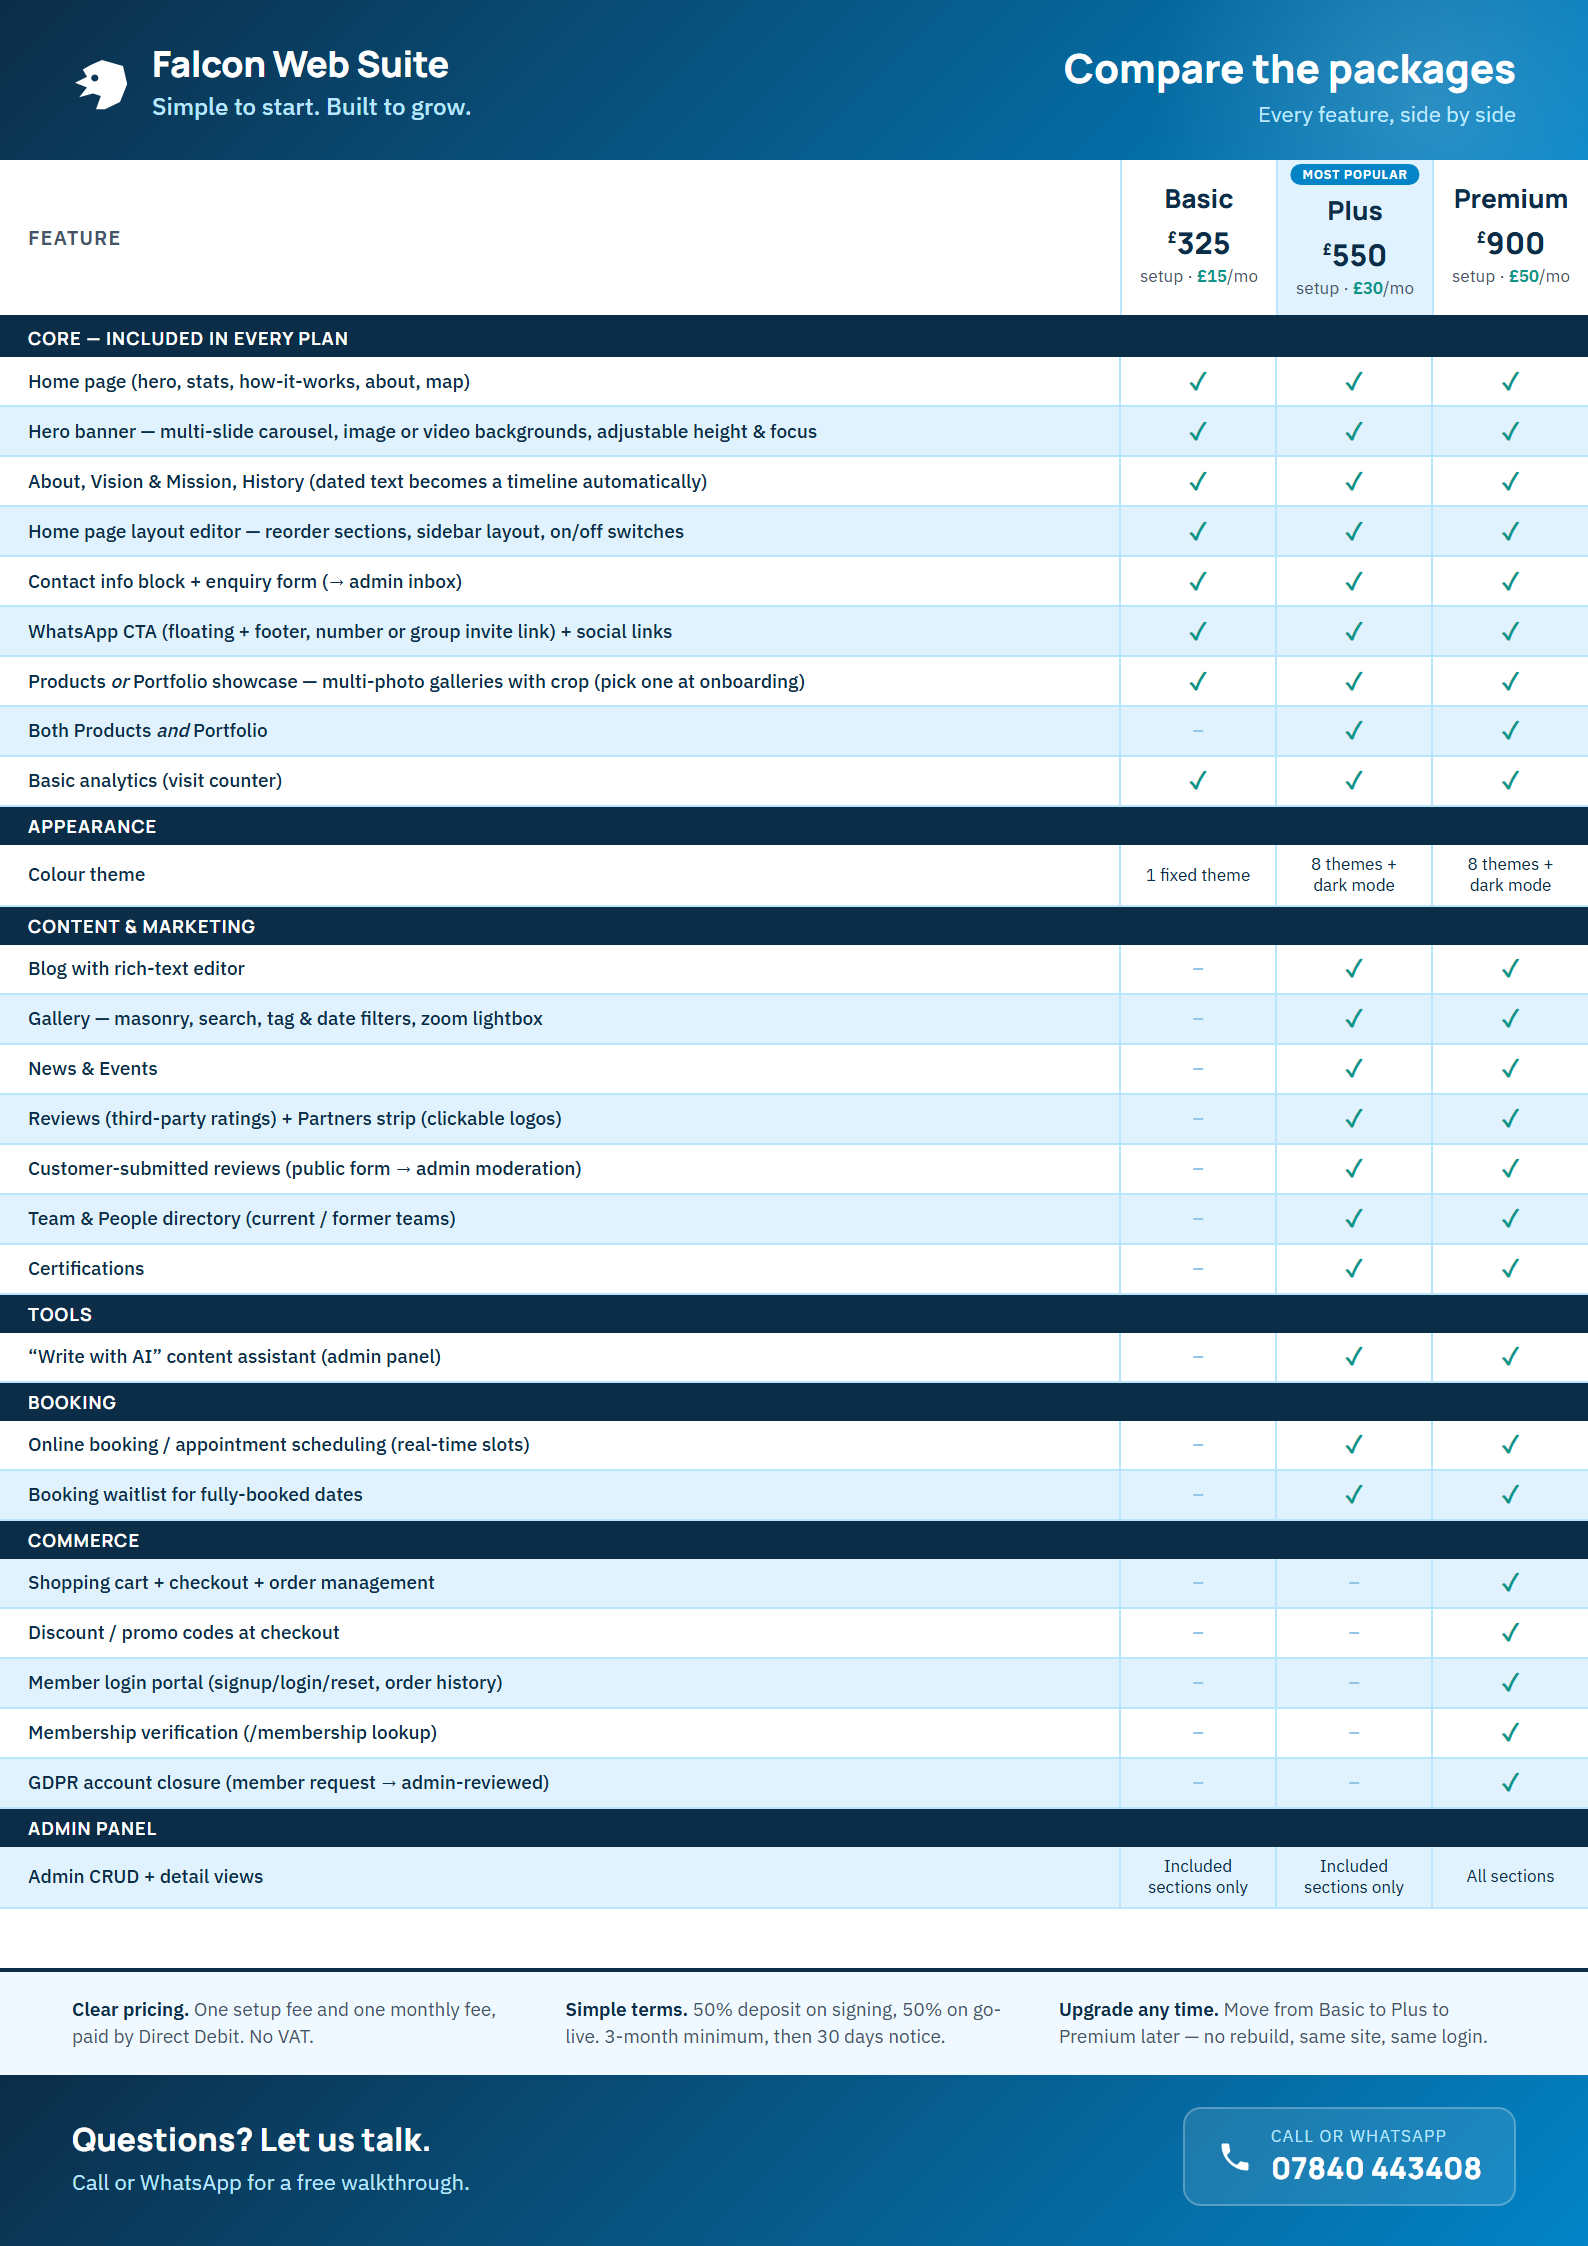 Falcon Web Suite
Simple to start. Built to grow.
Compare the packages
Every feature, side by side
FEATURE
Basic
£325
setup · £15/mo
MOST POPULAR
Plus
£550
setup · £30/mo
Premium
£900
setup · £50/mo
CORE — INCLUDED IN EVERY PLAN
Home page (hero, stats, how-it-works, about, map) ✓ ✓ ✓
Hero banner — multi-slide carousel, image or video backgrounds, adjustable height & focus ✓ ✓ ✓
About, Vision & Mission, History (dated text becomes a timeline automatically) ✓ ✓ ✓
Home page layout editor — reorder sections, sidebar layout, on/off switches ✓ ✓ ✓
Contact info block + enquiry form (→ admin inbox) ✓ ✓ ✓
WhatsApp CTA (floating + footer, number or group invite link) + social links ✓ ✓ ✓
Products or Portfolio showcase — multi-photo galleries with crop (pick one at onboarding) ✓ ✓ ✓
Both Products and Portfolio – ✓ ✓
Basic analytics (visit counter) ✓ ✓ ✓
APPEARANCE
Colour theme
1 fixed theme
8 themes +
dark mode
8 themes +
dark mode
CONTENT & MARKETING
Blog with rich-text editor – ✓ ✓
Gallery — masonry, search, tag & date filters, zoom lightbox – ✓ ✓
News & Events – ✓ ✓
Reviews (third-party ratings) + Partners strip (clickable logos) – ✓ ✓
Customer-submitted reviews (public form → admin moderation) – ✓ ✓
Team & People directory (current / former teams) – ✓ ✓
Certifications – ✓ ✓
TOOLS
“Write with AI” content assistant (admin panel) – ✓ ✓
BOOKING
Online booking / appointment scheduling (real-time slots) – ✓ ✓
Booking waitlist for fully-booked dates – ✓ ✓
COMMERCE
Shopping cart + checkout + order management – – ✓
Discount / promo codes at checkout – – ✓
Member login portal (signup/login/reset, order history) – – ✓
Membership verification (/membership lookup) – – ✓
GDPR account closure (member request → admin-reviewed) – – ✓
ADMIN PANEL
Admin CRUD + detail views
Included
sections only
Included
sections only
All sections
Clear pricing. One setup fee and one monthly fee,
paid by Direct Debit. No VAT.
Simple terms. 50% deposit on signing, 50% on go-
live. 3-month minimum, then 30 days notice.
Upgrade any time. Move from Basic to Plus to
Premium later — no rebuild, same site, same login.
Questions? Let us talk.
Call or WhatsApp for a free walkthrough.
CALL OR WHATSAPP
07840 443408